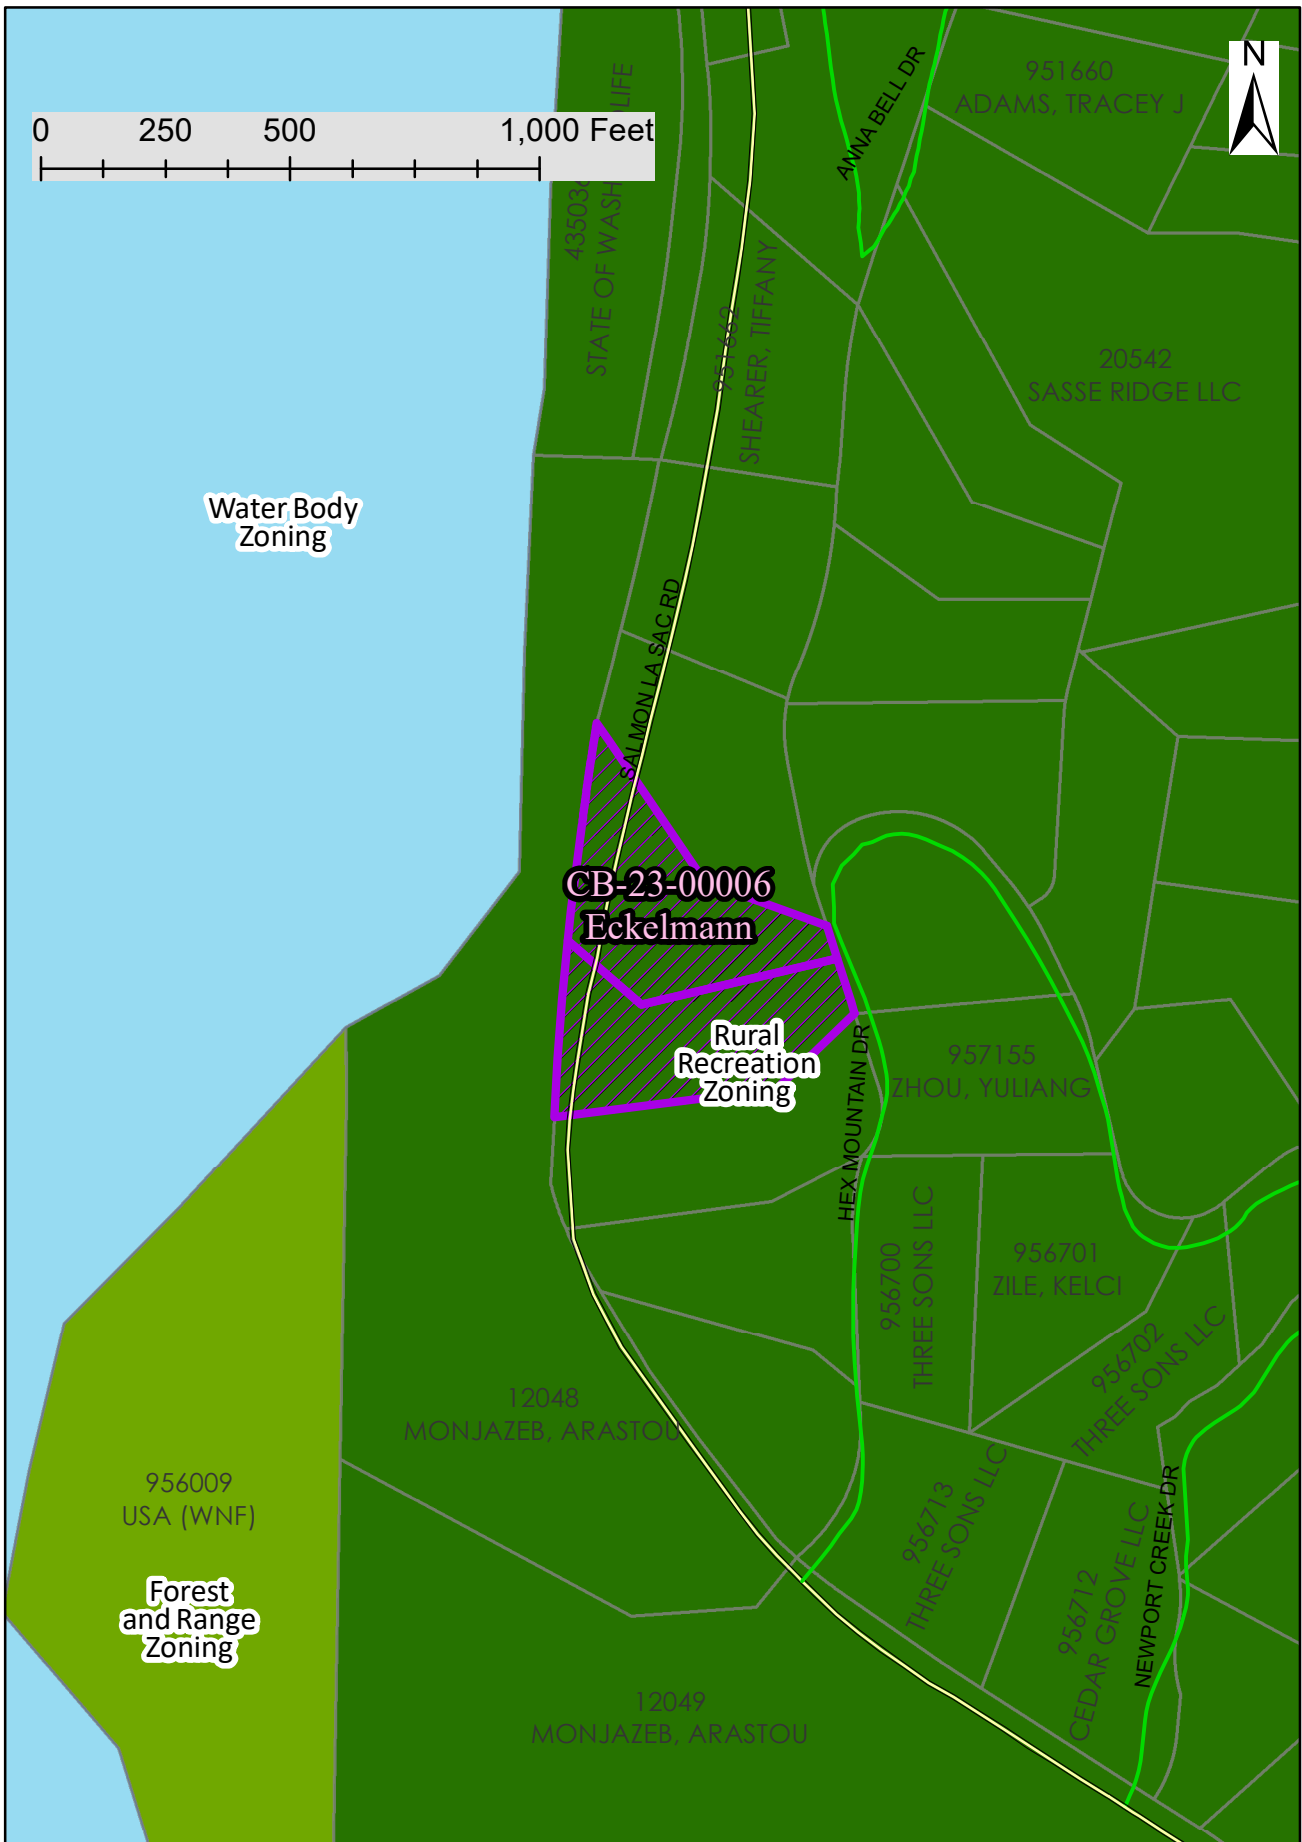 N
0 250 500 1,000 Feet
ANNA BELL DR
951660
ADAMS, TRACEY J
STATE OF WASH
LIFE
951662
SHEARER, TIFFANY
20542
SASSE RIDGE LLC
Water Body
Zoning
SALMON LA SAC RD
CB-23-00006
Eckelmann
Rural
Recreation
Zoning
HEX MOUNTAIN DR
957155
ZHOU, YULIANG
956700
THREE SONS LLC
956701
ZILE, KELCI
956702
THREE SONS LLC
12048
MONJAZEB, ARASTOU
956009
USA (WNF)
Forest
and Range
Zoning
956713
THREE SONS LLC
956712
CEDAR GROVE LLC
NEWPORT CREEK DR
12049
MONJAZEB, ARASTOU